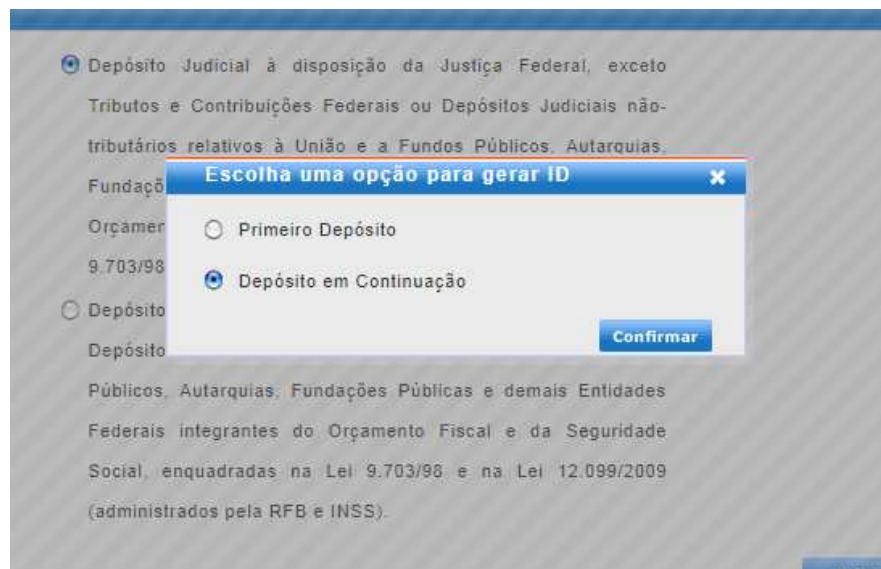 Depósito Judicial à disposição da Justiça Federal, exceto
Tributos e Contribuições Federais ou Depósitos Judiciais não-
tributários relativos à União e a Fundos Públicos, Autarquias,
Escolha uma opção para gerar ID
Primeiro Depósito
Depósito em Continuação
Confirmar
9.703/98
Depósito
Depósito
Públicos, Autarquias, Fundações Públicas e demais Entidades
Federais integrantes do Orçamento Fiscal e da Seguridade
Social, enquadradas na Lei 9.703/98 e na Lei 12.099/2009
(administrados pela RFB e INSS).